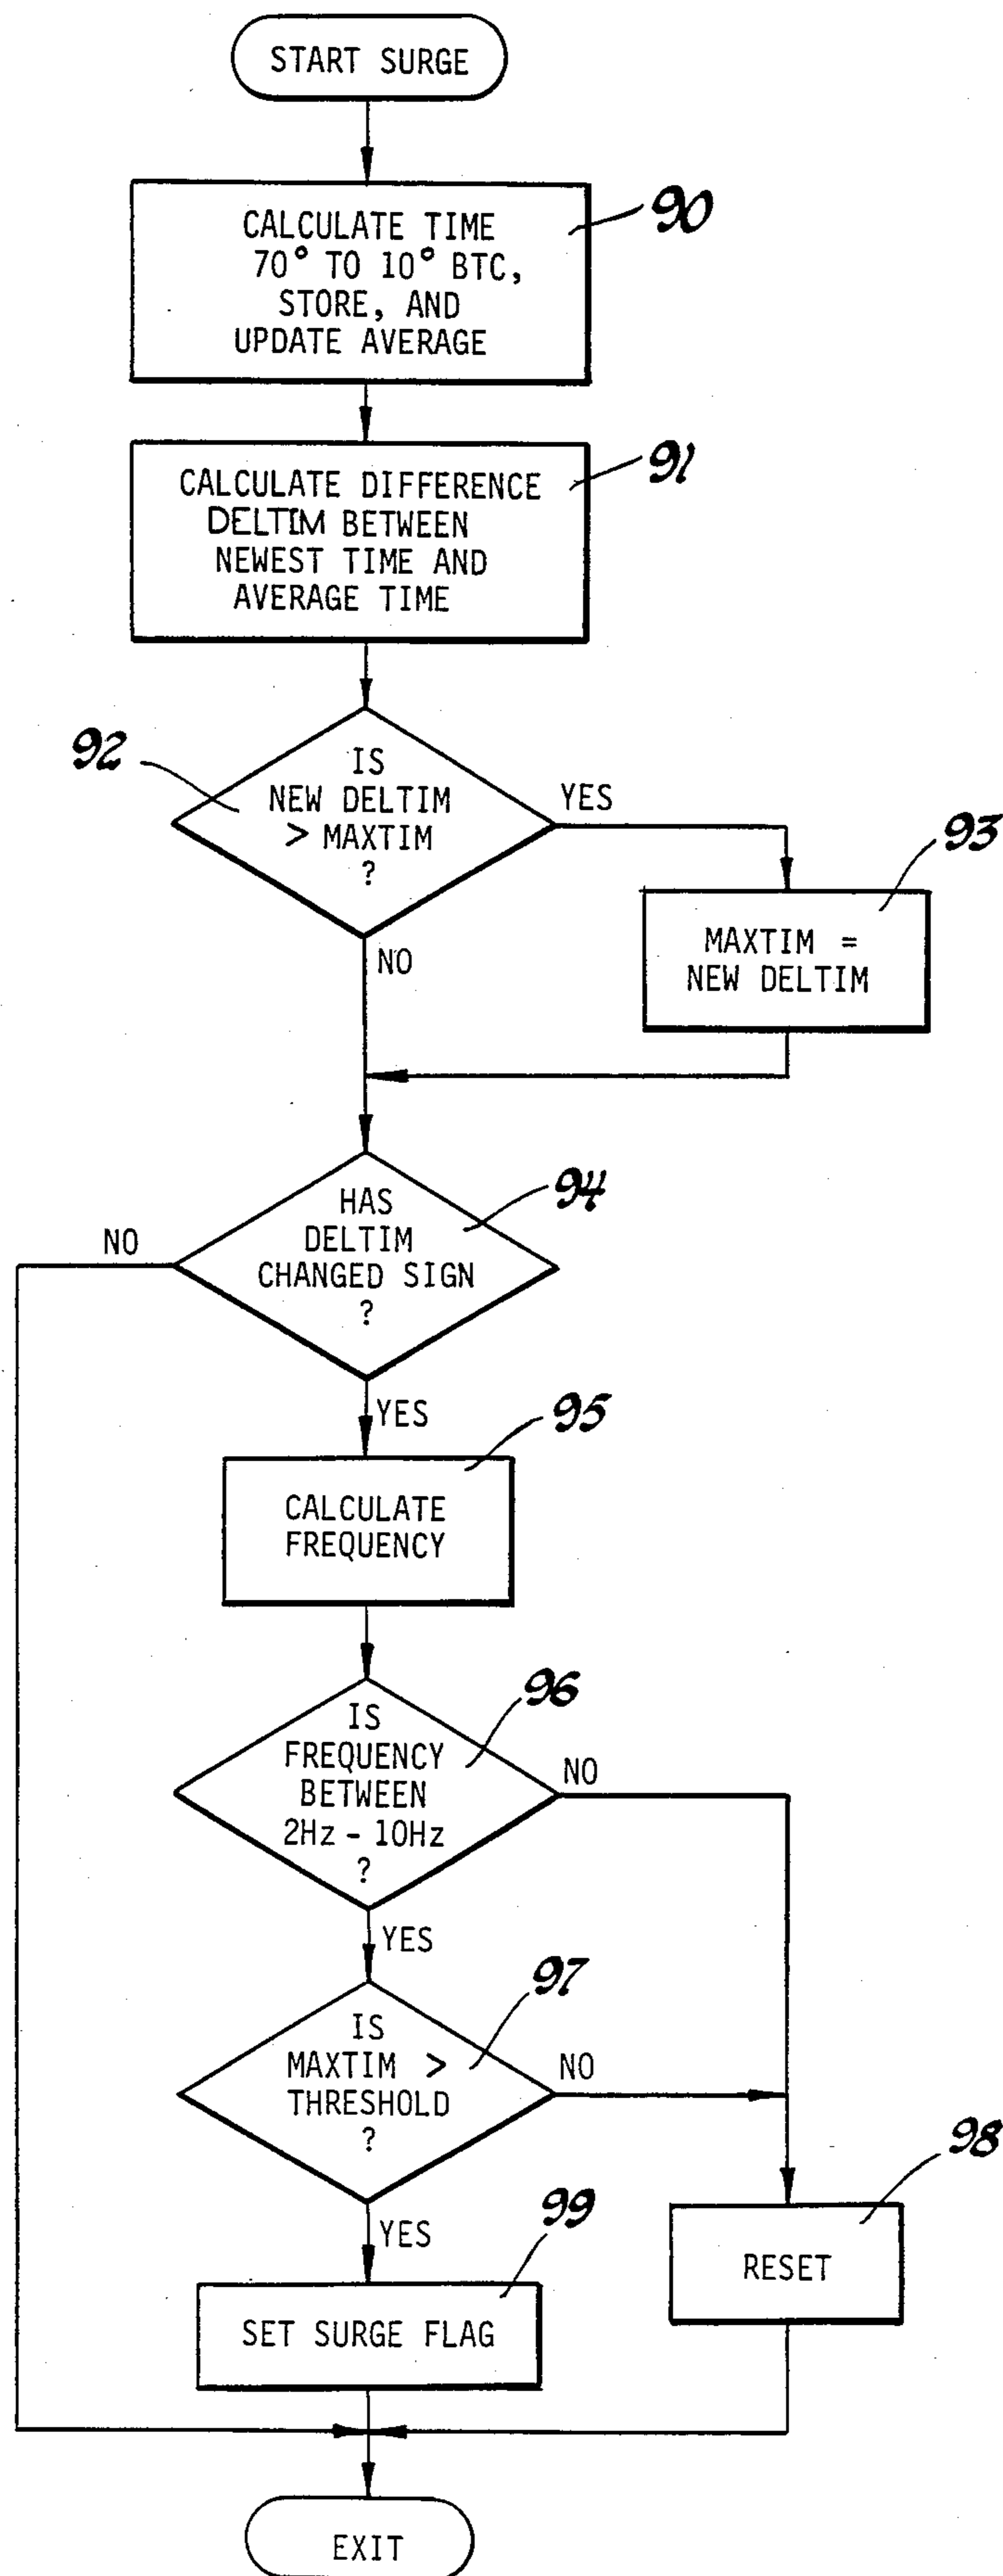 START SURGE
CALCULATE TIME
70° TO 10° BTC,
STORE, AND
UPDATE AVERAGE
90
CALCULATE DIFFERENCE
DELTIM BETWEEN
NEWEST TIME AND
AVERAGE TIME
91
92
IS
NEW DELTIM
> MAXTIM
?
YES
NO
93
MAXTIM =
NEW DELTIM
94
HAS
DELTIM
CHANGED SIGN
?
NO
YES
95
CALCULATE
FREQUENCY
96
IS
FREQUENCY
BETWEEN
2Hz - 10Hz
?
NO
YES
97
IS
MAXTIM >
THRESHOLD
?
NO
YES
98
RESET
99
SET SURGE FLAG
EXIT